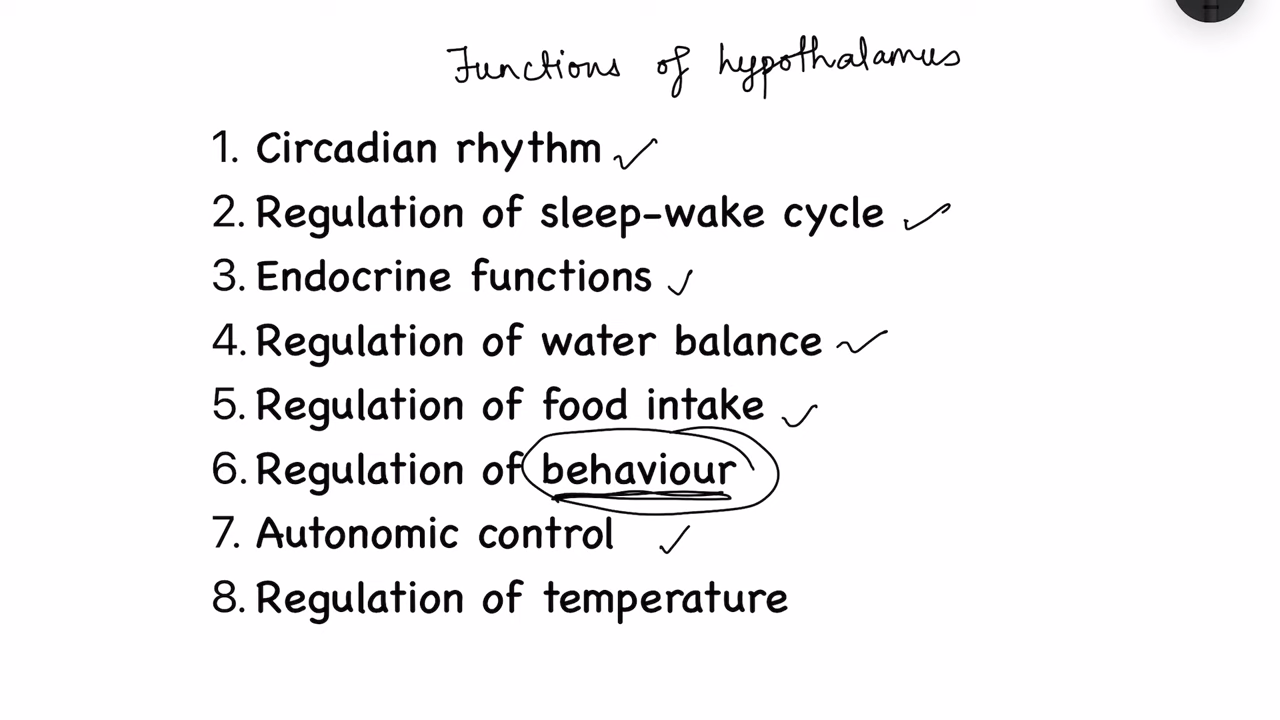 Functions of hypothalamus
1. Circadian rhythm ✓
2. Regulation of sleep-wake cycle ✓
3. Endocrine functions ✓
4. Regulation of water balance ✓
5. Regulation of food intake ✓
6. Regulation of behaviour
7. Autonomic control ✓
8. Regulation of temperature